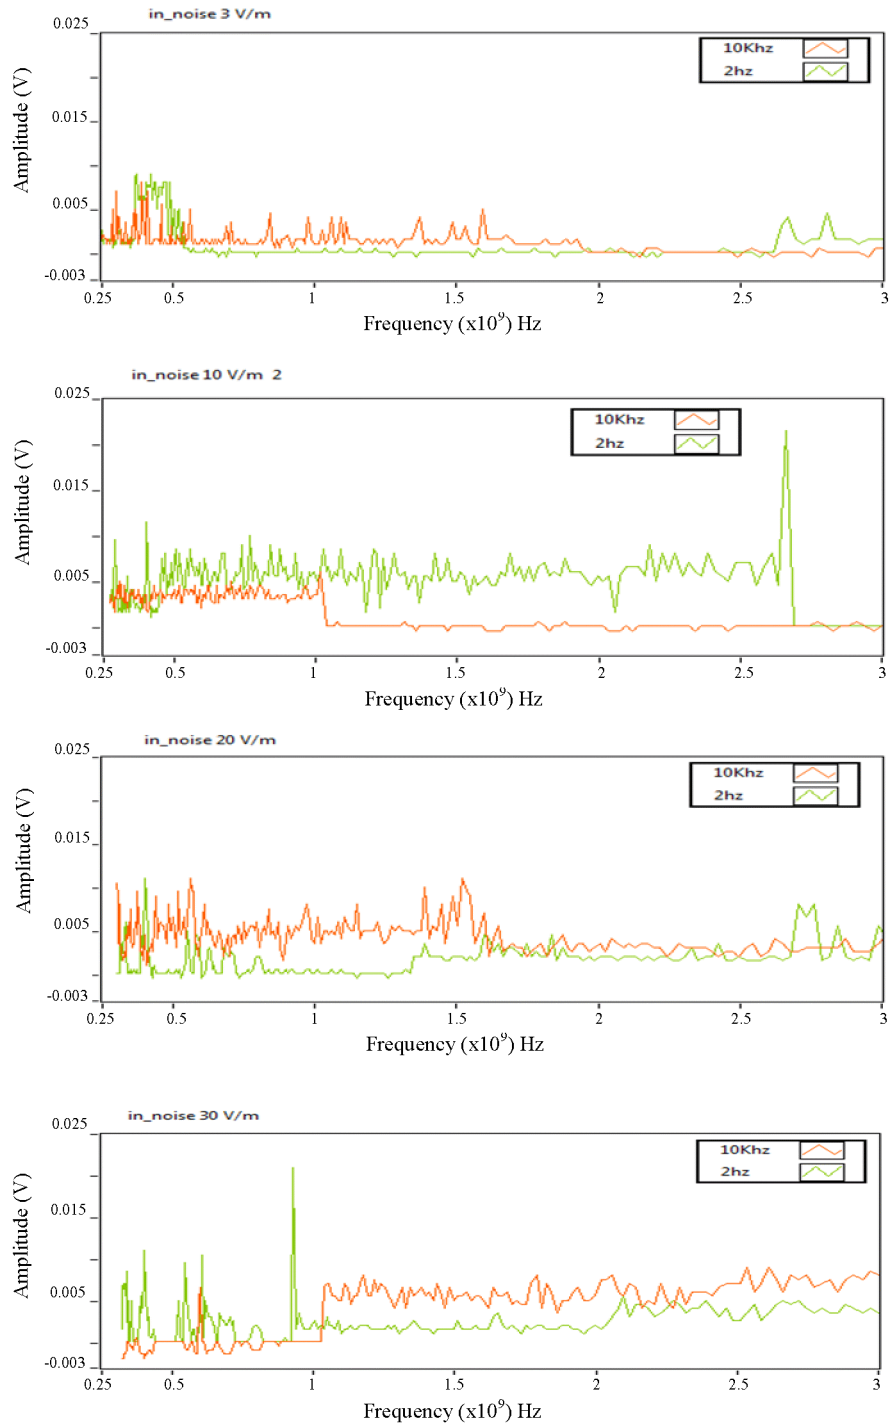 in_noise 3 V/m
0.025
0.015
0.005
-0.003
Amplitude (V)
10Khz
2hz
0.25 0.5 1 1.5 2 2.5 3
Frequency (x10⁹) Hz
in_noise 10 V/m 2
0.025
0.015
0.005
-0.003
Amplitude (V)
10Khz
2hz
0.25 0.5 1 1.5 2 2.5 3
Frequency (x10⁹) Hz
in_noise 20 V/m
0.025
0.015
0.005
-0.003
Amplitude (V)
10Khz
2hz
0.25 0.5 1 1.5 2 2.5 3
Frequency (x10⁹) Hz
in_noise 30 V/m
0.025
0.015
0.005
-0.003
Amplitude (V)
10Khz
2hz
0.25 0.5 1 1.5 2 2.5 3
Frequency (x10⁹) Hz